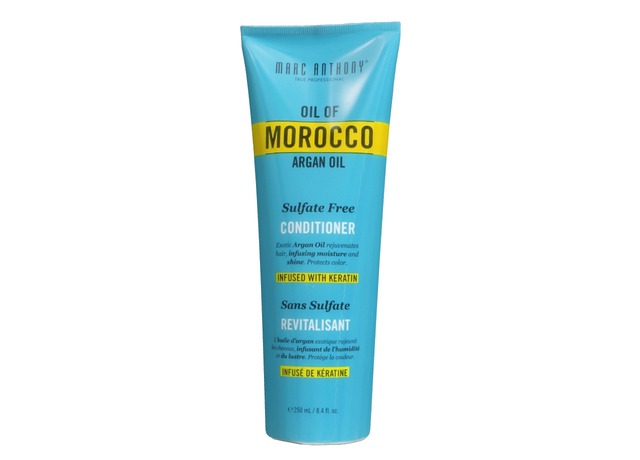 MARC ANTHONY®
TRUE PROFESSIONAL
OIL OF
MOROCCO
ARGAN OIL
Sulfate Free
CONDITIONER
Exotic Argan Oil rejuvenates
hair, infusing moisture and
shine. Protects color.
INFUSED WITH KERATIN
Sans Sulfate
REVITALISANT
L'huile d'argan exotique rajeunit
les cheveux, infusant de l'humidité
et du lustre. Protège la couleur.
INFUSÉ DE KÉRATINE
℮250 mL / 8.4 fl. oz.